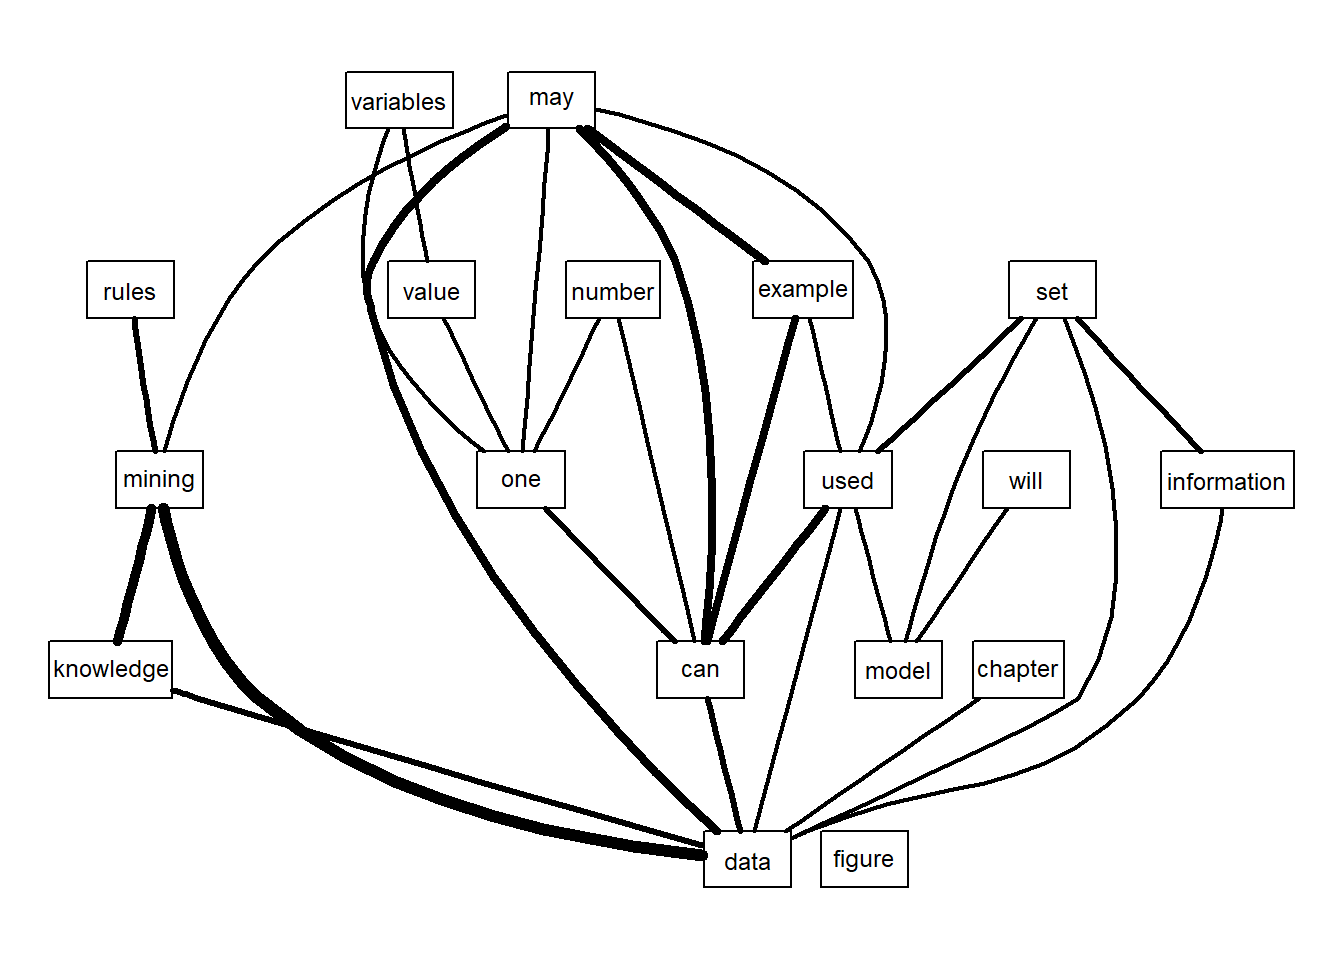 variables
may
rules
value
number
example
set
mining
one
used
will
information
knowledge
can
model
chapter
data
figure